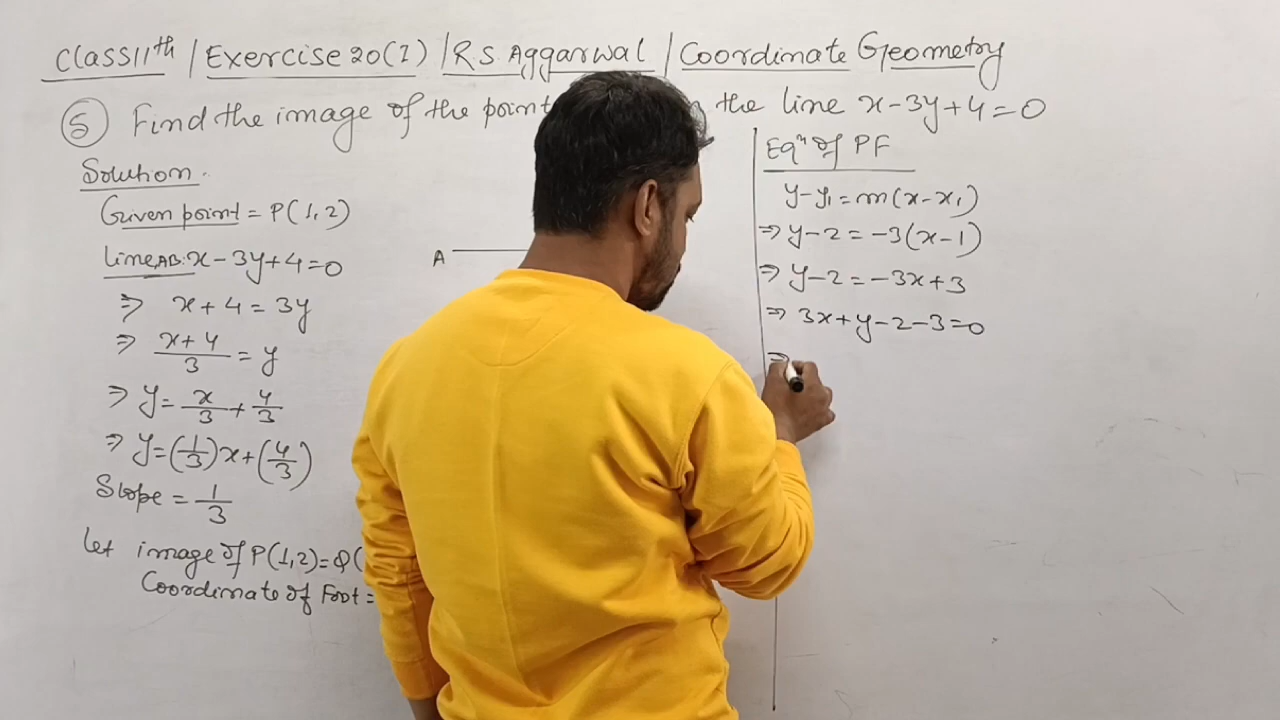 Class 11th / Exercise 20(I) / R.S. Aggarwal / Coordinate Geometry
(5) Find the image of the point the line x-3y+4=0
Solution.
Given point = P(1,2)
Line AB: x-3y+4=0
⇒ x+4=3y
⇒ (x+4)/3 = y
⇒ y = x/3 + 4/3
⇒ y=(1/3)x+(4/3)
Slope = 1/3
Let image of P(1,2)=Q(
Coordinate of Foot =
A
Eqn of PF
y-y₁=m(x-x₁)
⇒ y-2=-3(x-1)
⇒ y-2=-3x+3
⇒ 3x+y-2-3=0
⇒